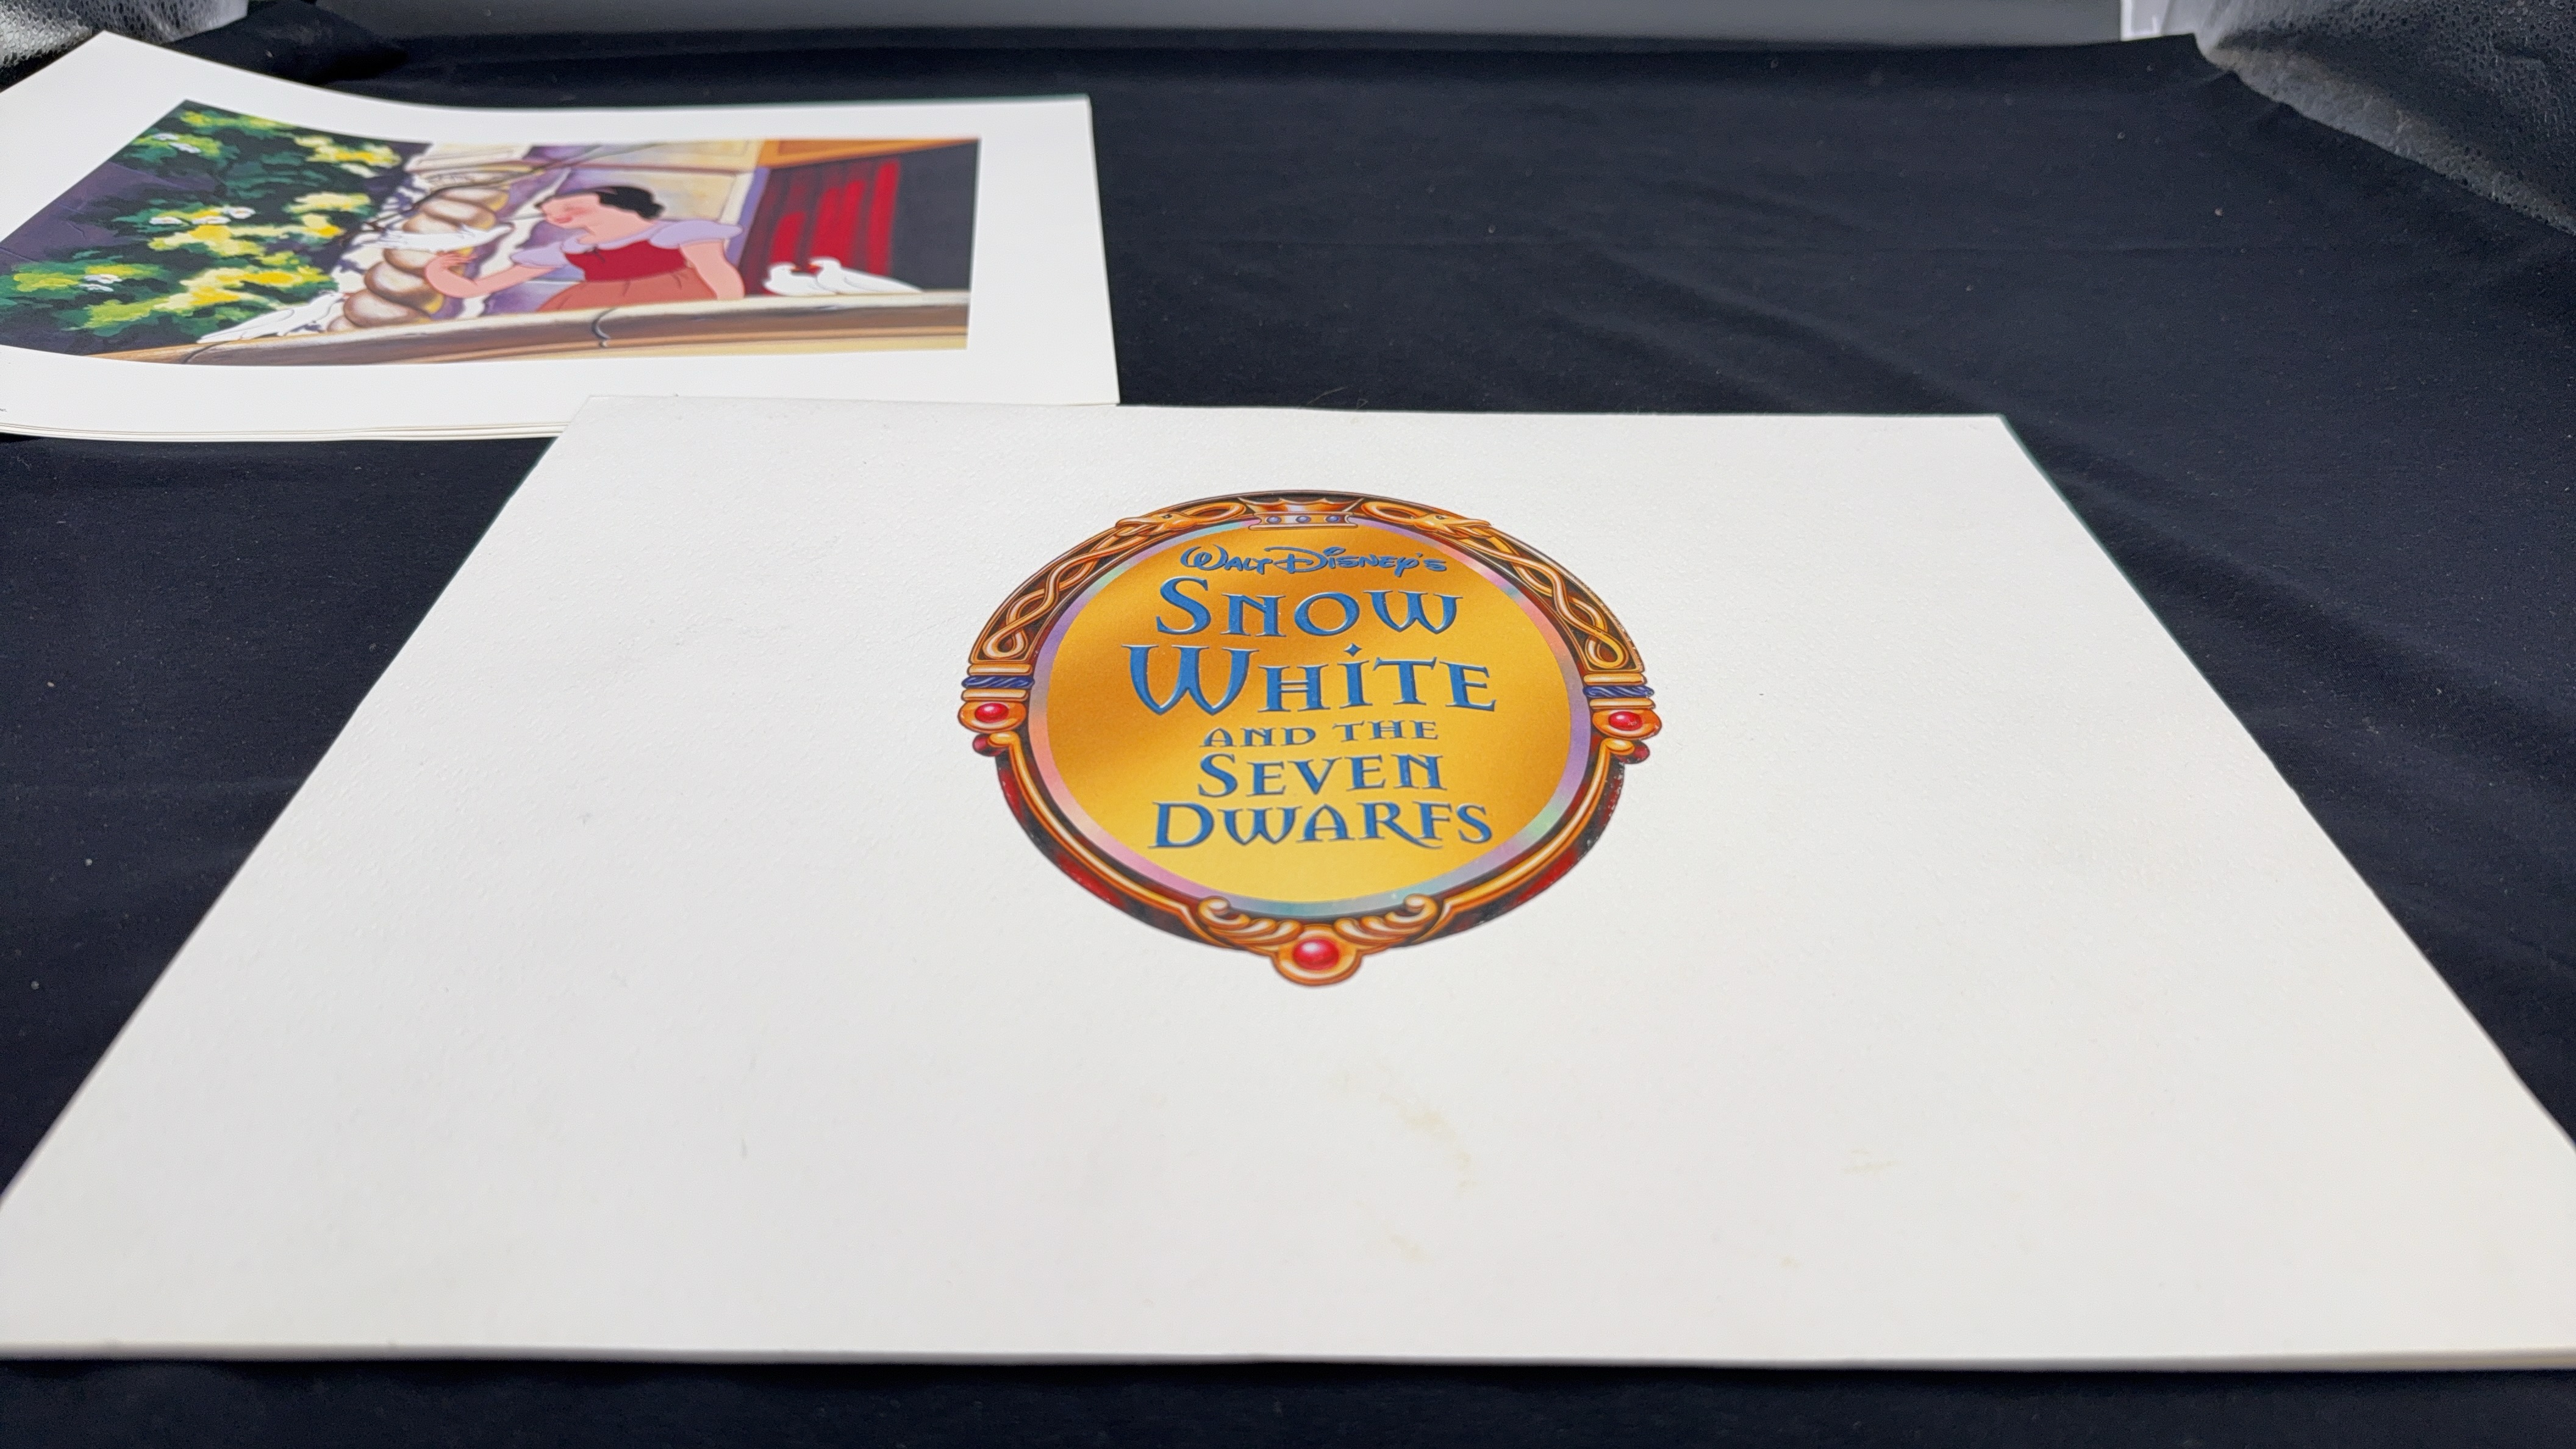 Walt Disney's
Snow
White
and the
Seven
Dwarfs